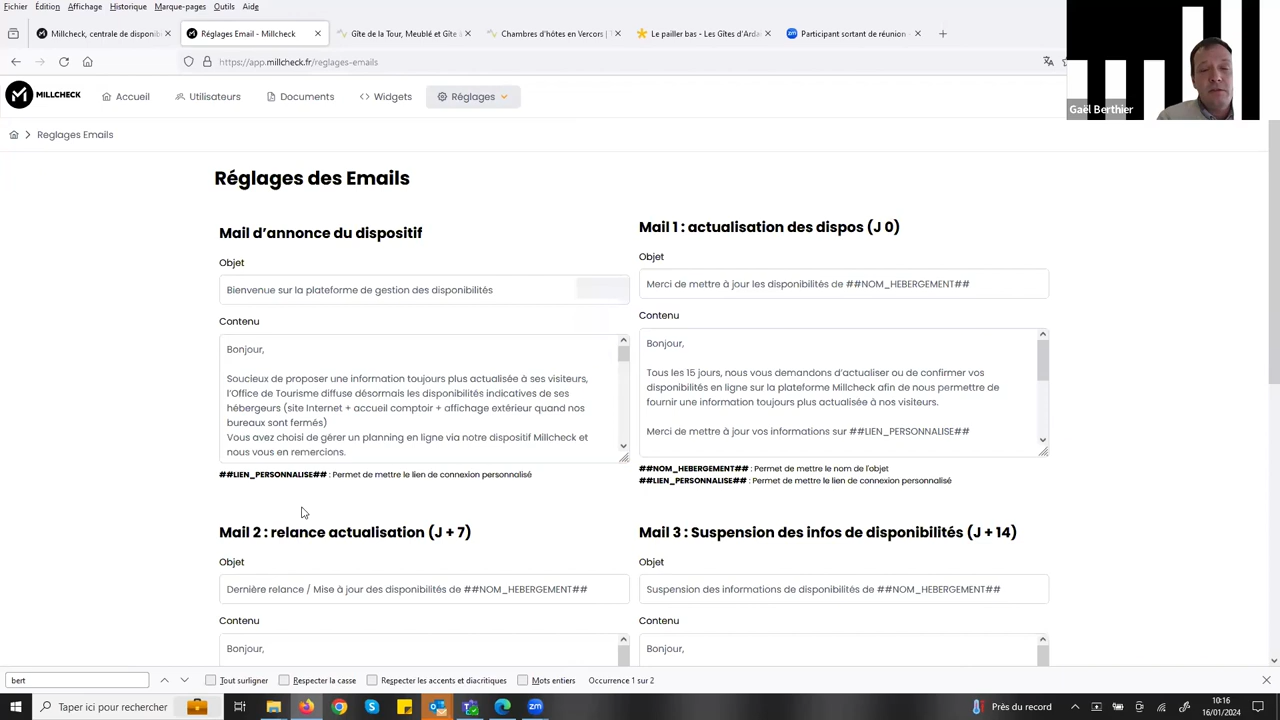 Fichier Édition Affichage Historique Marque-pages Outils Aide
Millcheck, centrale de disponib
Réglages Email - Millcheck
Gîte de la Tour, Meublé et Gîte
Chambres d'hôtes en Vercors |
Le pailler bas - Les Gîtes d'Arda
Participant sortant de réunion -
https://app.millcheck.fr/reglages-emails
Gaël Berthier
MILLCHECK
Accueil
Utilisateurs
Documents
Widgets
Réglages
Reglages Emails
Réglages des Emails
Mail d'annonce du dispositif
Objet
Bienvenue sur la plateforme de gestion des disponibilités
Contenu
Bonjour,
Soucieux de proposer une information toujours plus actualisée à ses visiteurs,
l'Office de Tourisme diffuse désormais les disponibilités indicatives de ses
hébergeurs (site Internet + accueil comptoir + affichage extérieur quand nos
bureaux sont fermés)
Vous avez choisi de gérer un planning en ligne via notre dispositif Millcheck et
nous vous en remercions.
##LIEN_PERSONNALISE## : Permet de mettre le lien de connexion personnalisé
Mail 1 : actualisation des dispos (J 0)
Objet
Merci de mettre à jour les disponibilités de ##NOM_HEBERGEMENT##
Contenu
Bonjour,
Tous les 15 jours, nous vous demandons d'actualiser ou de confirmer vos
disponibilités en ligne sur la plateforme Millcheck afin de nous permettre de
fournir une information toujours plus actualisée à nos visiteurs.
Merci de mettre à jour vos informations sur ##LIEN_PERSONNALISE##
##NOM_HEBERGEMENT## : Permet de mettre le nom de l'objet
##LIEN_PERSONNALISE## : Permet de mettre le lien de connexion personnalisé
Mail 2 : relance actualisation (J + 7)
Objet
Dernière relance / Mise à jour des disponibilités de ##NOM_HEBERGEMENT##
Contenu
Bonjour,
Mail 3 : Suspension des infos de disponibilités (J + 14)
Objet
Suspension des informations de disponibilités de ##NOM_HEBERGEMENT##
Contenu
Bonjour,
bert
Tout surligner
Respecter la casse
Respecter les accents et diacritiques
Mots entiers
Occurrence 1 sur 2
Taper ici pour rechercher
Près du record
10:16
16/01/2024